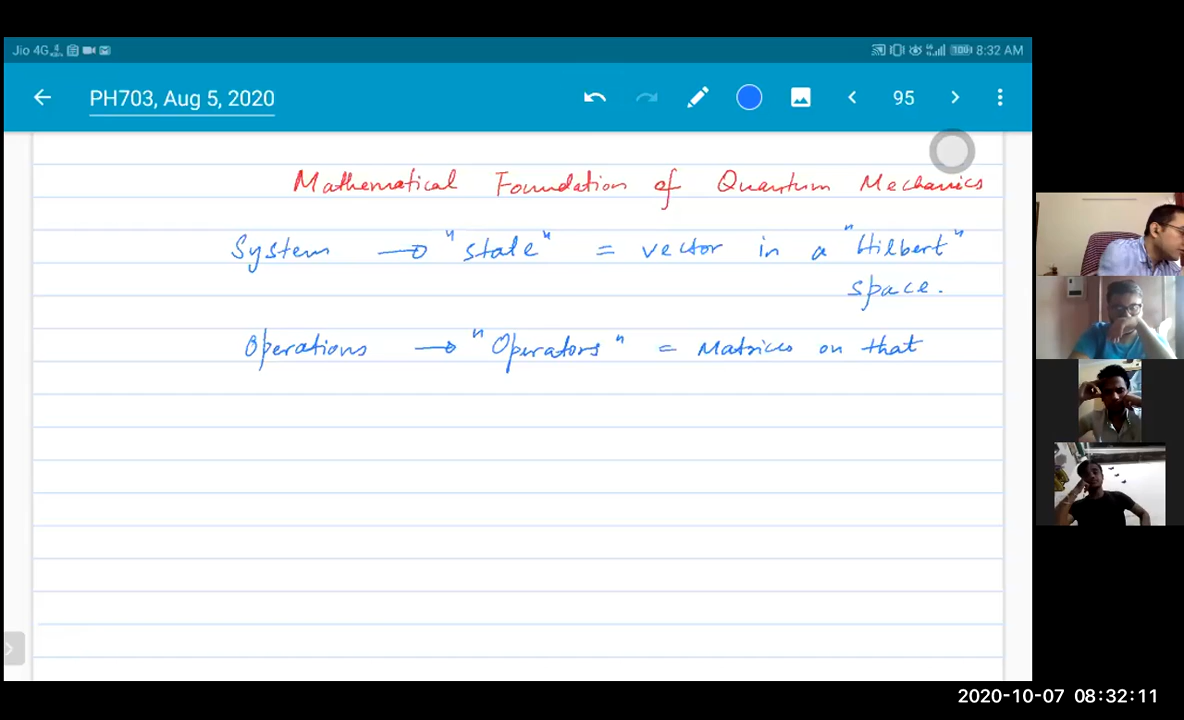 Jio 4G 8:32 AM
PH703, Aug 5, 2020 95
Mathematical Foundation of Quantum Mechanics
System → "state" = vector in a "Hilbert"
space.
Operations → "Operators" = Matrices on that
2020-10-07 08:32:11